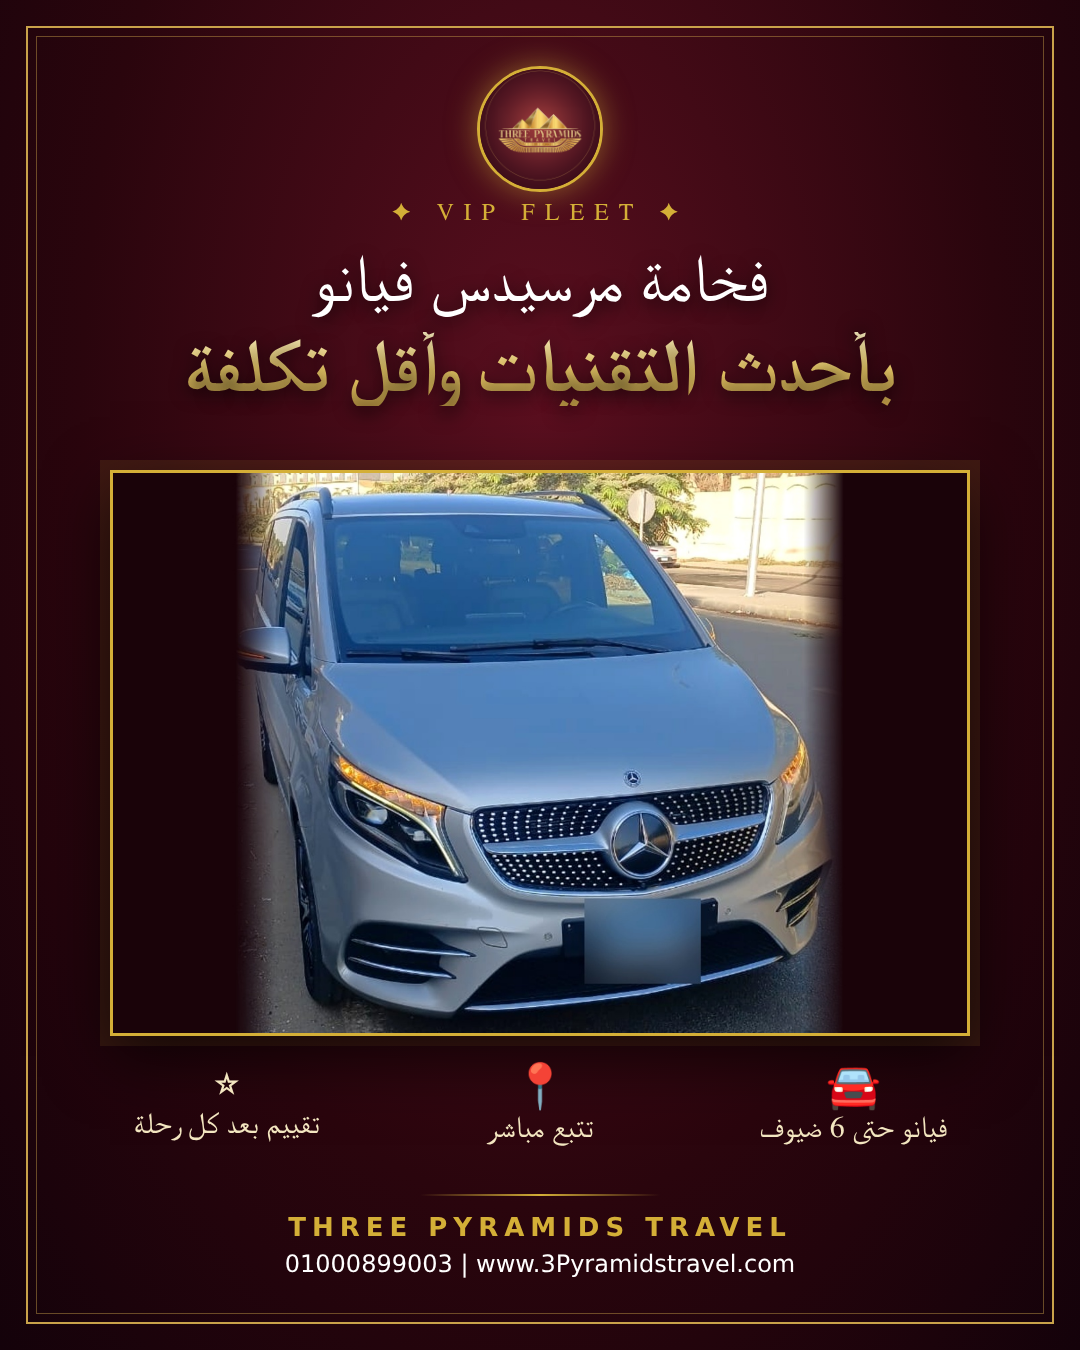 THREE PYRAMIDS
TRAVEL
✦ VIP FLEET ✦
فخامة مرسيدس فيانو
بأحدث التقنيات وأقل تكلفة
فيانو حتى 6 ضيوف
تتبع مباشر
تقييم بعد كل رحلة
THREE PYRAMIDS TRAVEL
01000899003 | www.3Pyramidstravel.com